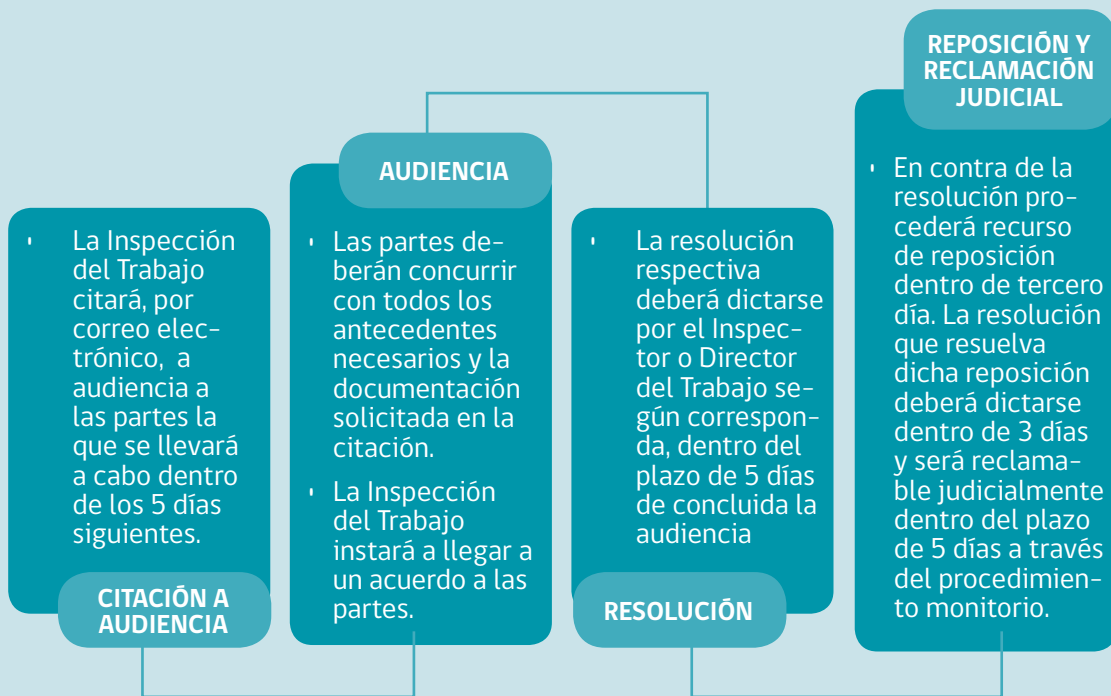 La Inspección
del Trabajo
citará, por
correo elec-
trónico,  a
audiencia a
las partes la
que se llevará
a cabo dentro
de los 5 días
siguientes.
CITACIÓN A
AUDIENCIA
AUDIENCIA
Las partes de-
berán concurrir
con todos los
antecedentes
necesarios y la
documentación
solicitada en la
citación.
La Inspección
del Trabajo
instará a llegar a
un acuerdo a las
partes.
La resolución
respectiva
deberá dictarse
por el Inspec-
tor o Director
del Trabajo se-
gún correspon-
da, dentro del
plazo de 5 días
de concluida la
audiencia
RESOLUCIÓN
REPOSICIÓN Y
RECLAMACIÓN
JUDICIAL
En contra de la
resolución pro-
cederá recurso
de reposición
dentro de tercero
día. La resolución
que resuelva
dicha reposición
deberá dictarse
dentro de 3 días
y será reclama-
ble judicialmente
dentro del plazo
de 5 días a través
del procedimien-
to monitorio.